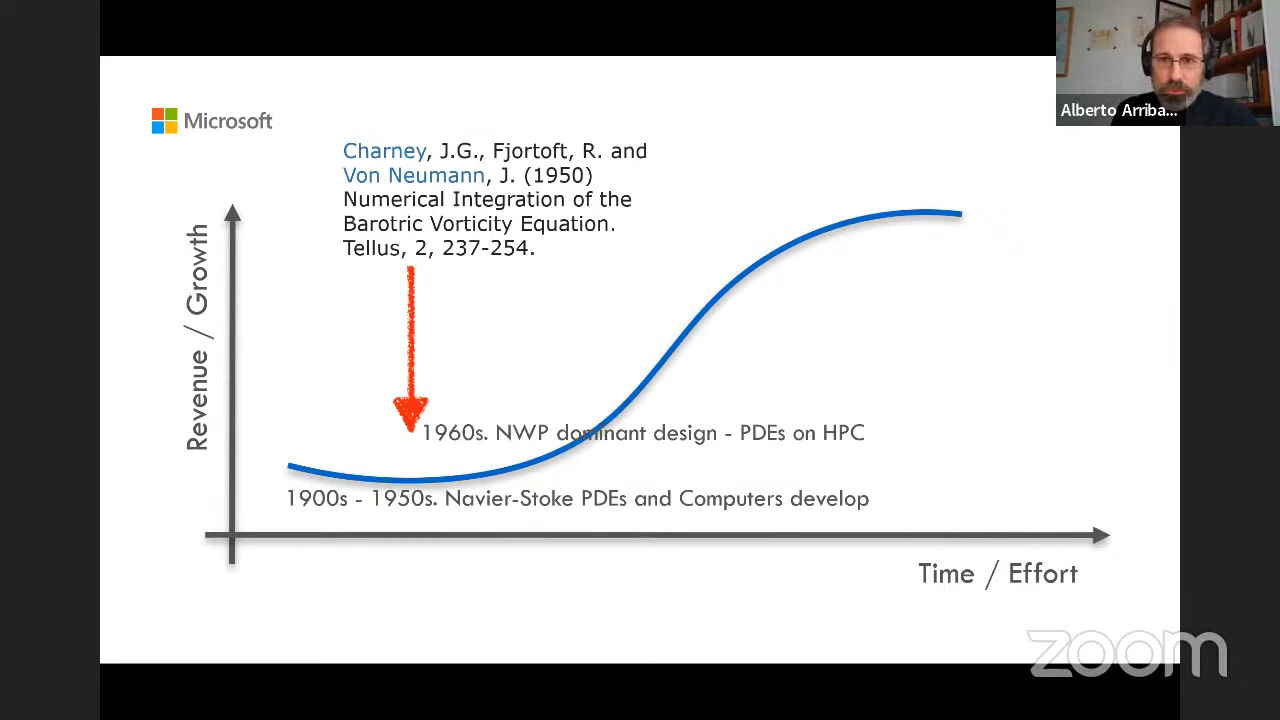 Alberto Arriba...
Microsoft
Charney, J.G., Fjortoft, R. and
Von Neumann, J. (1950)
Numerical Integration of the
Barotric Vorticity Equation.
Tellus, 2, 237-254.
Revenue / Growth
1960s. NWP dominant design - PDEs on HPC
1900s - 1950s. Navier-Stoke PDEs and Computers develop
Time / Effort
zoom